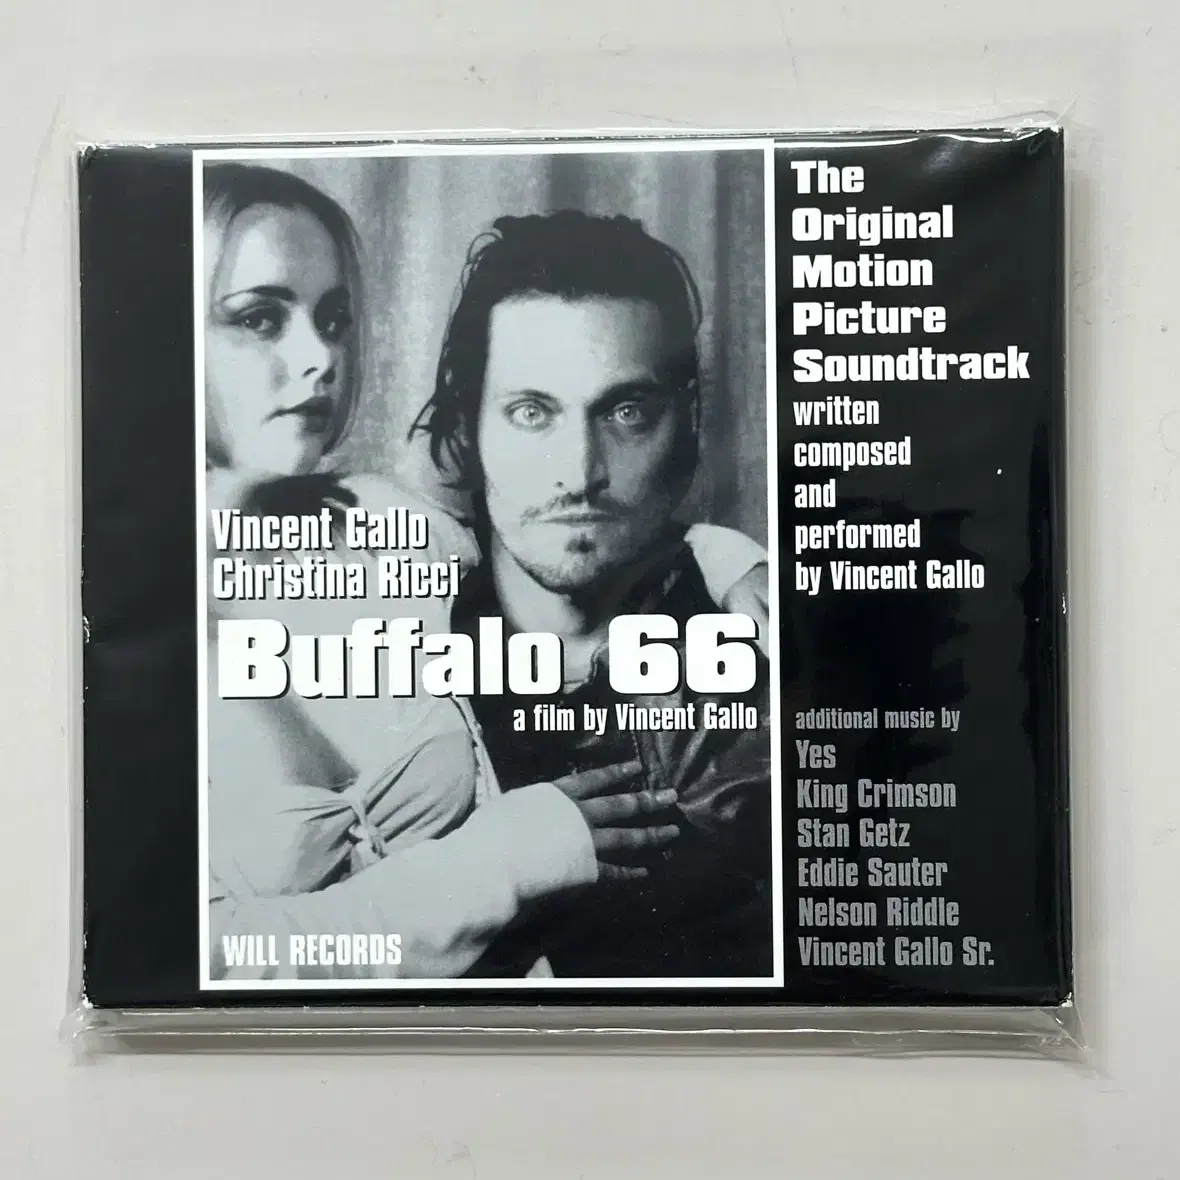 Vincent Gallo
Christina Ricci
Buffalo 66
a film by Vincent Gallo
WILL RECORDS
The
Original
Motion
Picture
Soundtrack
written
composed
and
performed
by Vincent Gallo
additional music by
Yes
King Crimson
Stan Getz
Eddie Sauter
Nelson Riddle
Vincent Gallo Sr.